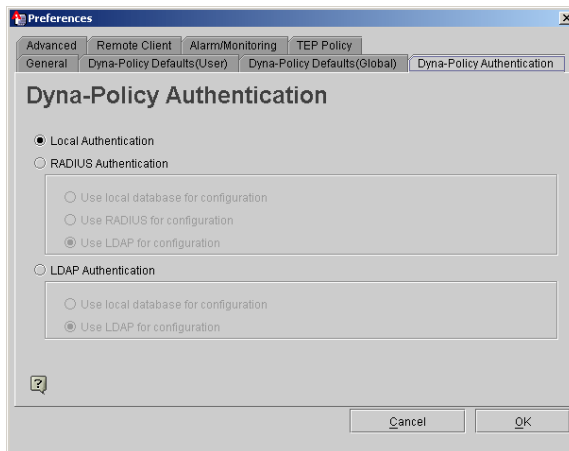 Preferences
Advanced Remote Client Alarm/Monitoring TEP Policy
General Dyna-Policy Defaults(User) Dyna-Policy Defaults(Global) Dyna-Policy Authentication
Dyna-Policy Authentication
Local Authentication
RADIUS Authentication
Use local database for configuration
Use RADIUS for configuration
Use LDAP for configuration
LDAP Authentication
Use local database for configuration
Use LDAP for configuration
?
Cancel OK